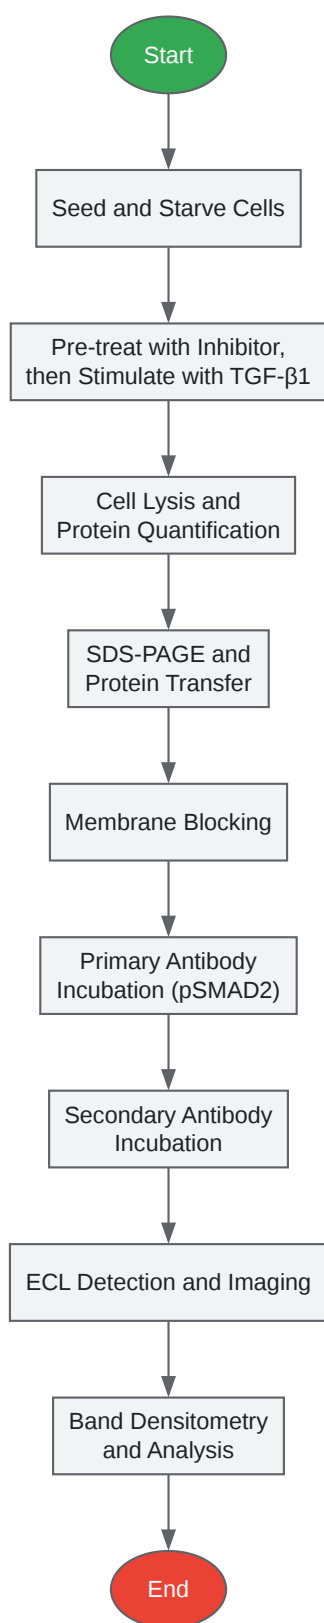 Start
Seed and Starve Cells
Pre-treat with Inhibitor,
then Stimulate with TGF-β1
Cell Lysis and
Protein Quantification
SDS-PAGE and
Protein Transfer
Membrane Blocking
Primary Antibody
Incubation (pSMAD2)
Secondary Antibody
Incubation
ECL Detection and Imaging
Band Densitometry
and Analysis
End